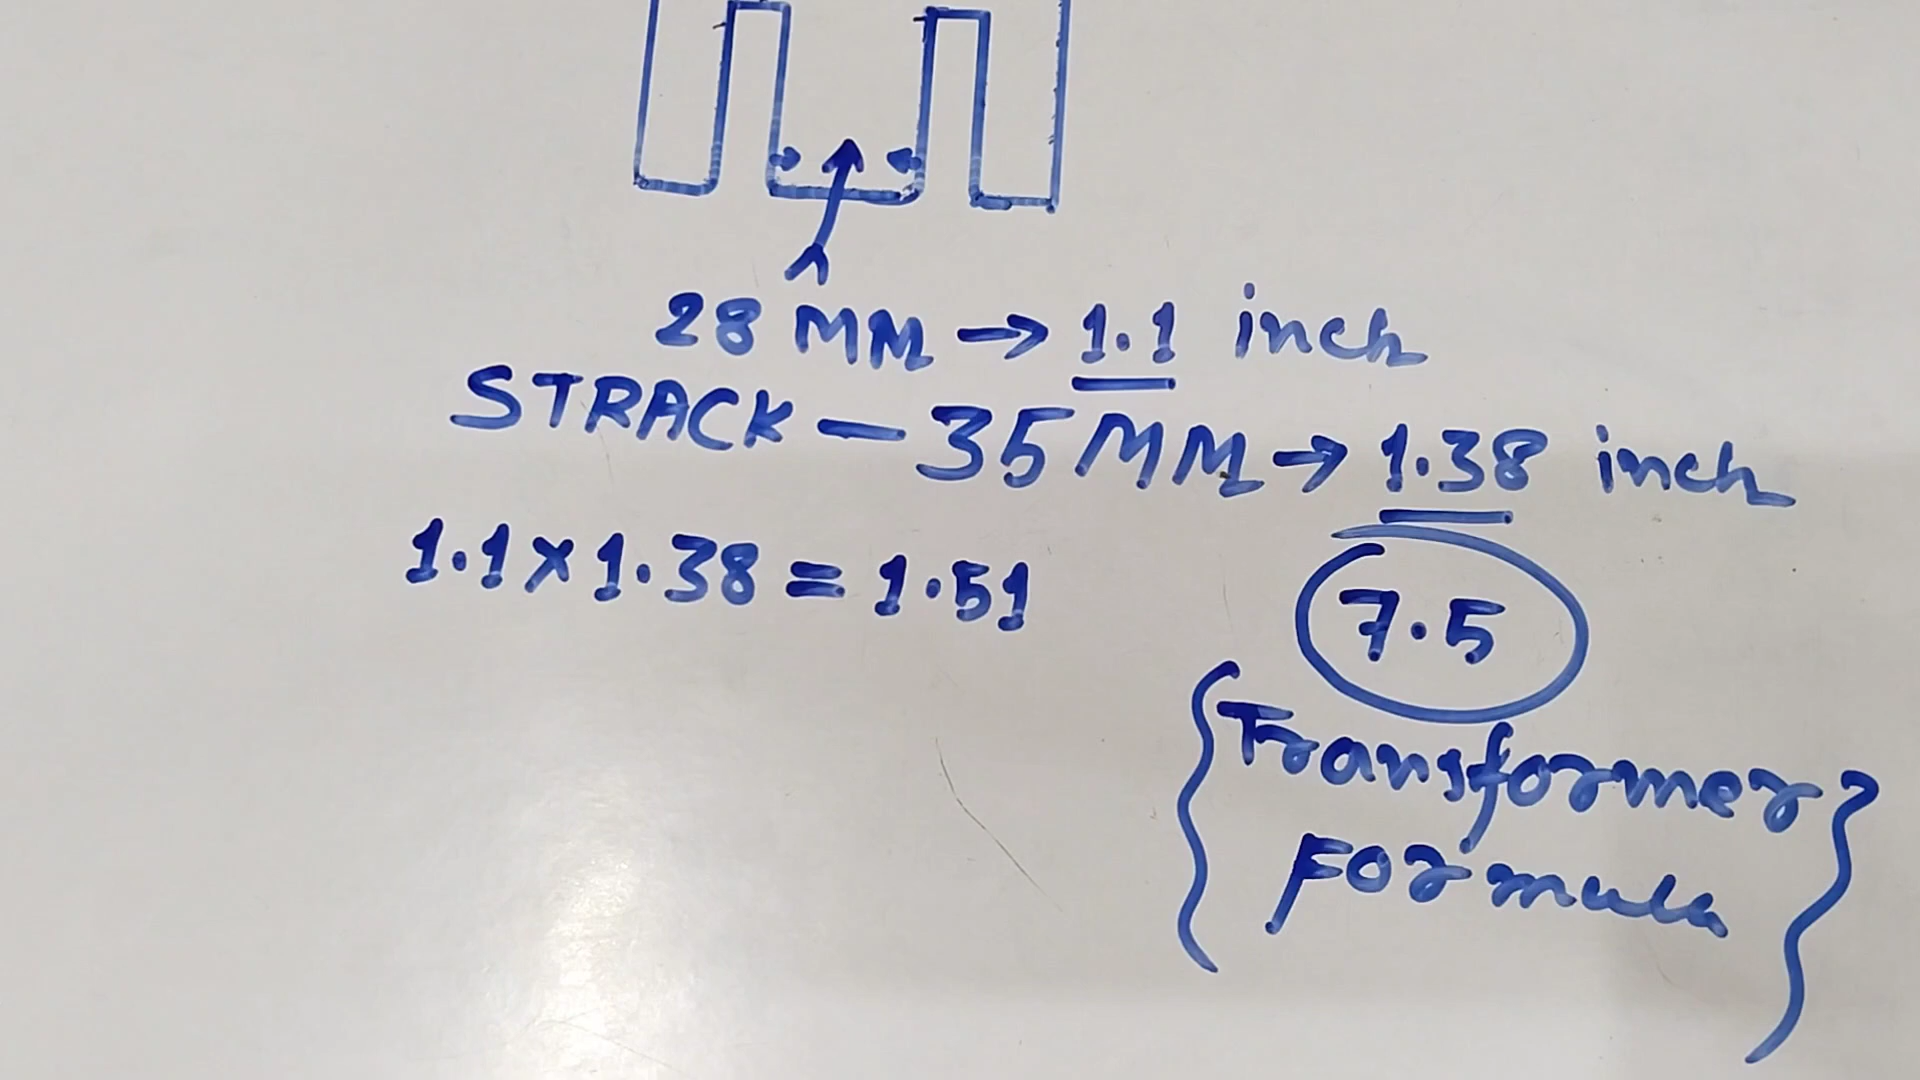 28 MM → 1.1 inch
STRACK — 35 MM → 1.38 inch
1.1 × 1.38 = 1.51
7.5
{Transformer
Formula}